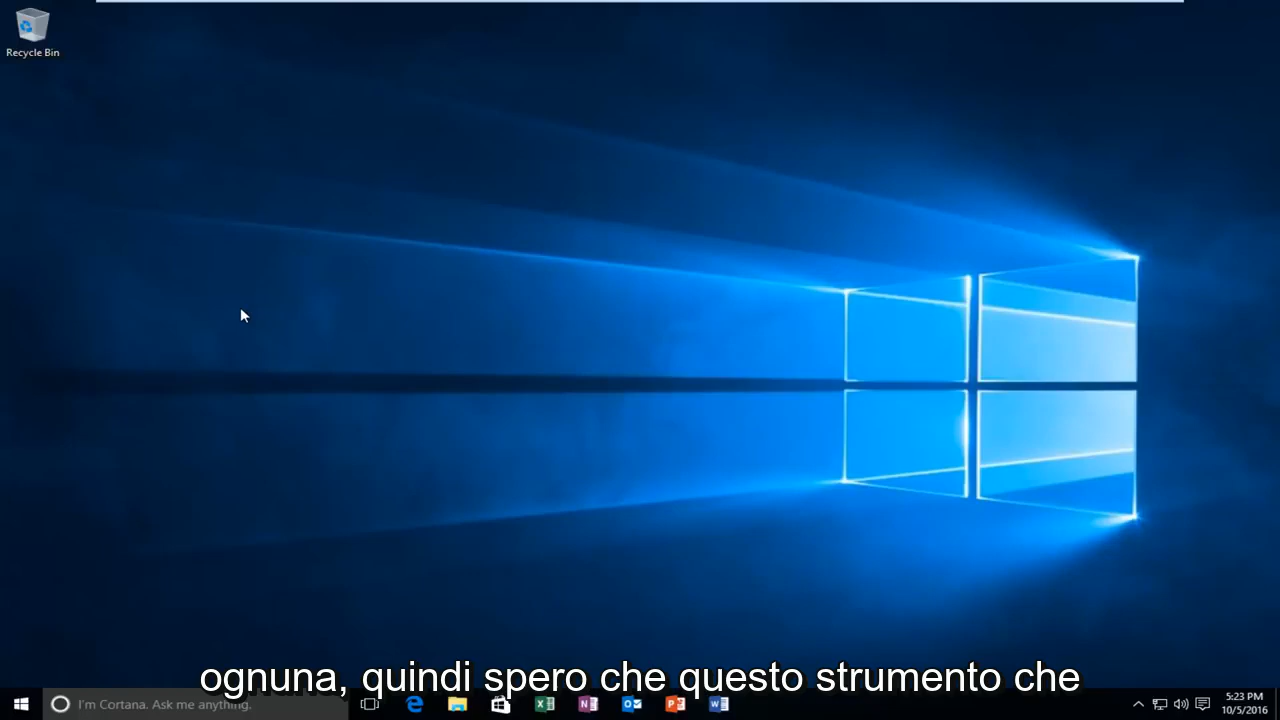 Recycle Bin
ognuna, quindi spero che questo strumento che
I'm Cortana. Ask me anything.
5:23 PM
10/5/2016